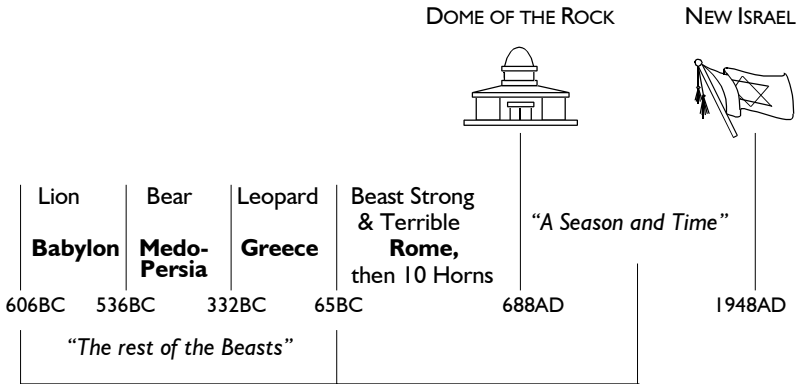 DOME OF THE ROCK
NEW ISRAEL
Lion
Bear
Leopard
Beast Strong
& Terrible
Babylon
Medo-
Persia
Greece
Rome,
then 10 Horns
“A Season and Time”
606BC
536BC
332BC
65BC
688AD
1948AD
“The rest of the Beasts”